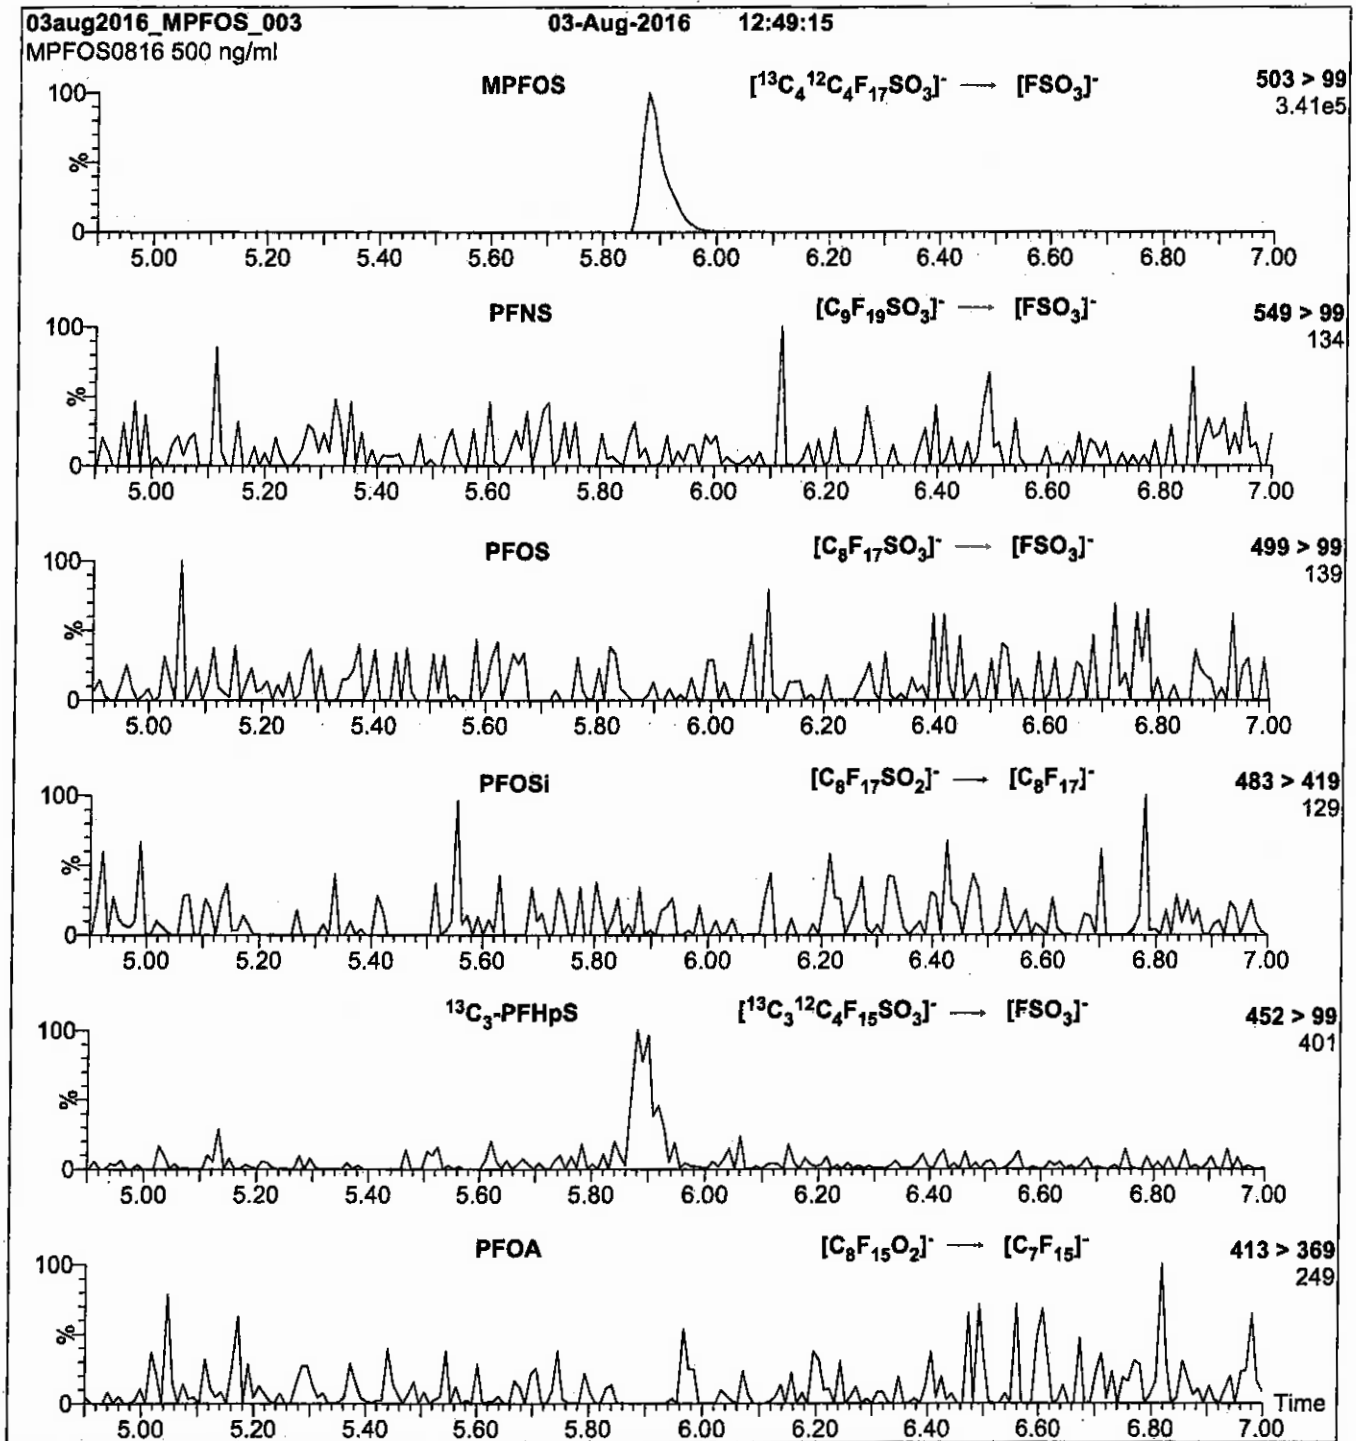 03aug2016_MPFOS_003 03-Aug-2016 12:49:15
MPFOS0816 500 ng/ml
MPFOS [¹³C₄¹²C₄F₁₇SO₃]⁻ → [FSO₃]⁻ 503 > 99
3.41e5
100
%
0
5.00 5.20 5.40 5.60 5.80 6.00 6.20 6.40 6.60 6.80 7.00
PFNS [C₉F₁₉SO₃]⁻ → [FSO₃]⁻ 549 > 99
134
100
%
0
5.00 5.20 5.40 5.60 5.80 6.00 6.20 6.40 6.60 6.80 7.00
PFOS [C₈F₁₇SO₃]⁻ → [FSO₃]⁻ 499 > 99
139
100
%
0
5.00 5.20 5.40 5.60 5.80 6.00 6.20 6.40 6.60 6.80 7.00
PFOSi [C₈F₁₇SO₂]⁻ → [C₈F₁₇]⁻ 483 > 419
129
100
%
0
5.00 5.20 5.40 5.60 5.80 6.00 6.20 6.40 6.60 6.80 7.00
¹³C₃-PFHpS [¹³C₃¹²C₄F₁₅SO₃]⁻ → [FSO₃]⁻ 452 > 99
401
100
%
0
5.00 5.20 5.40 5.60 5.80 6.00 6.20 6.40 6.60 6.80 7.00
PFOA [C₈F₁₅O₂]⁻ → [C₇F₁₅]⁻ 413 > 369
249
100
%
0
Time
5.00 5.20 5.40 5.60 5.80 6.00 6.20 6.40 6.60 6.80 7.00